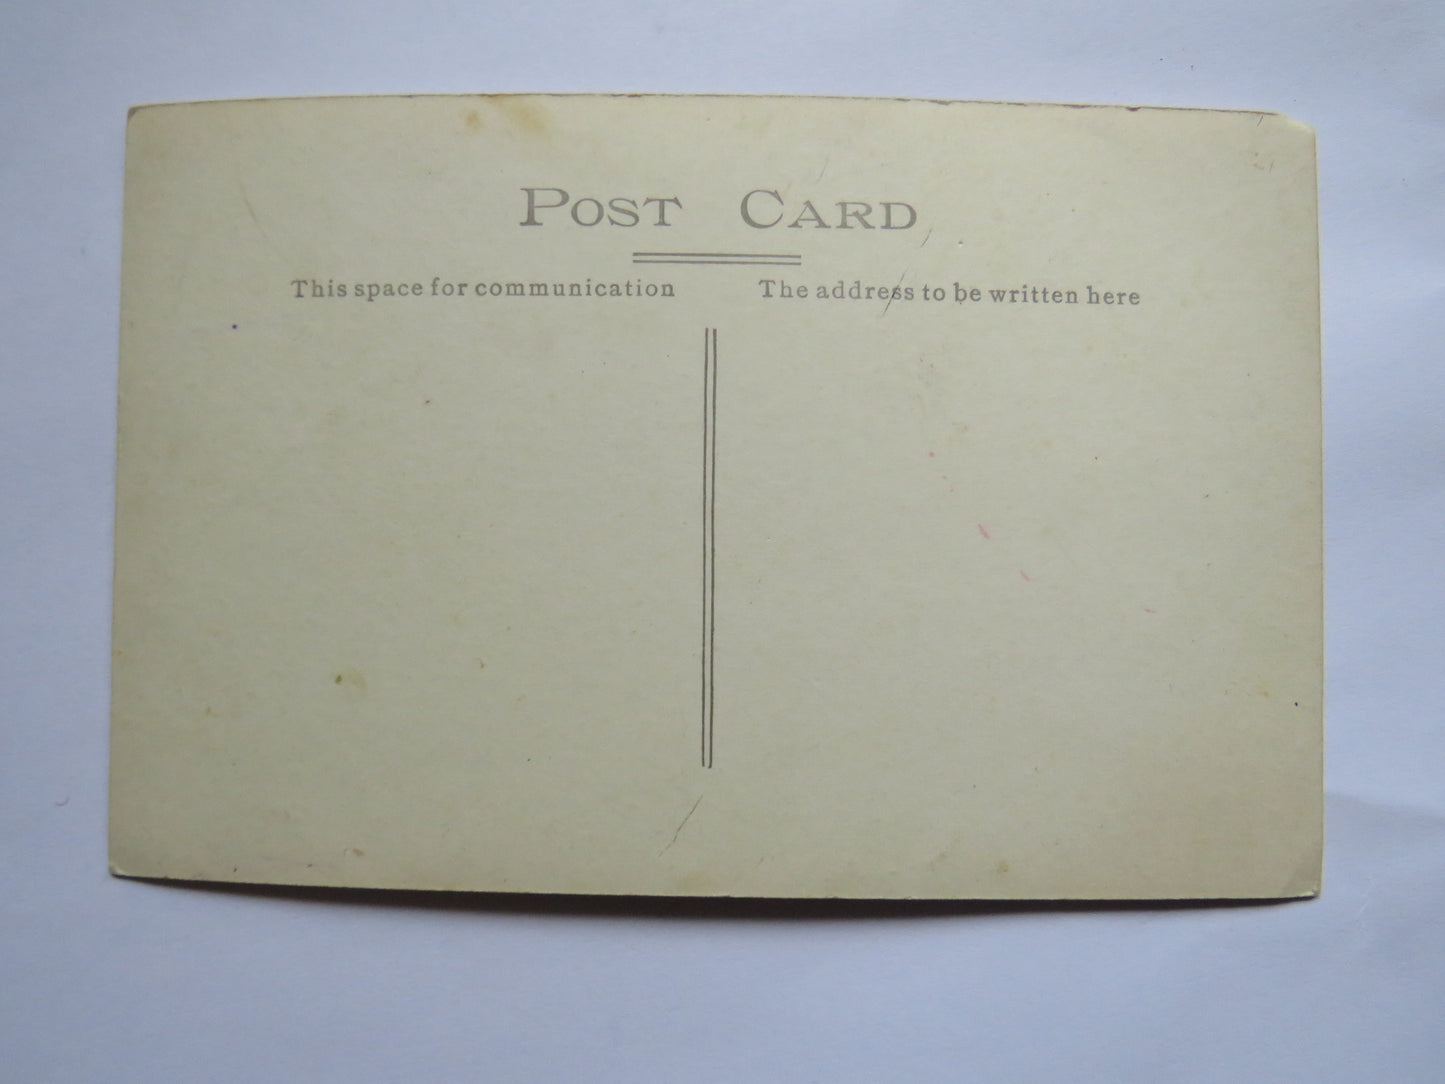 POST CARD
This space for communication
The address to be written here